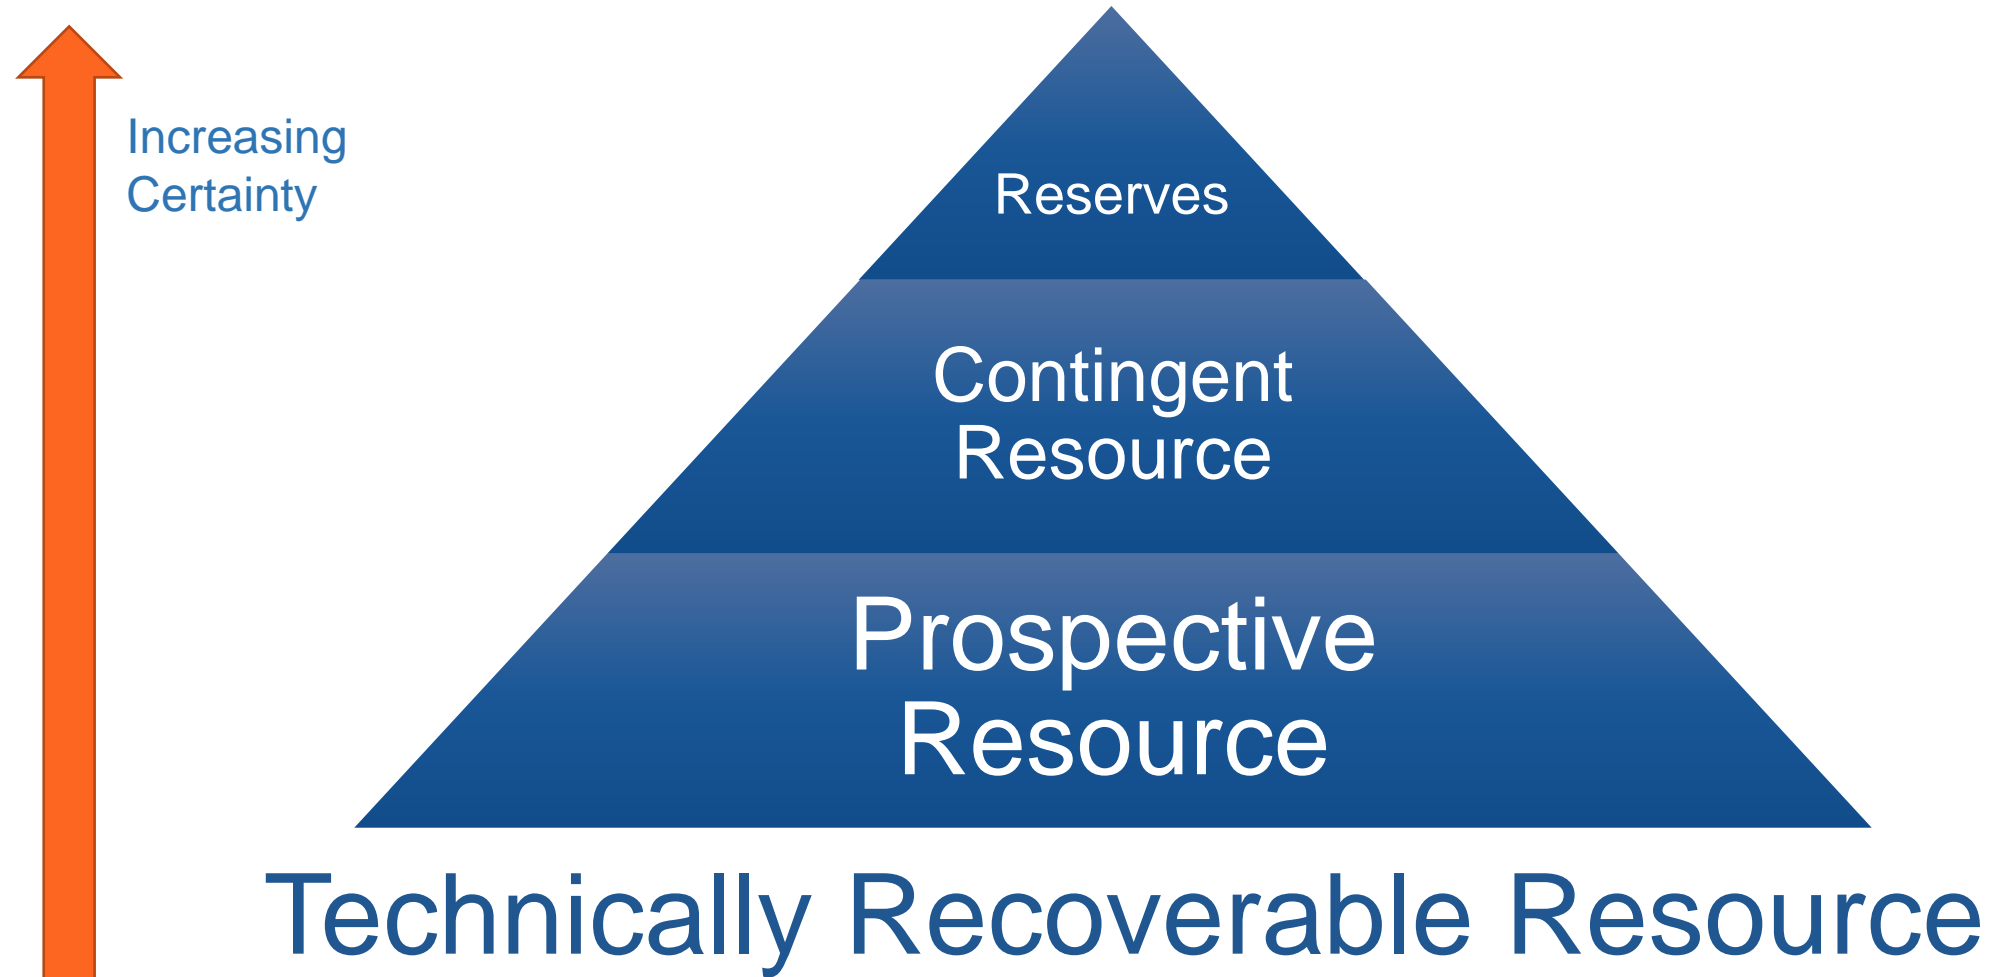 Increasing
Certainty
Reserves
Contingent
Resource
Prospective
Resource
Technically Recoverable Resource